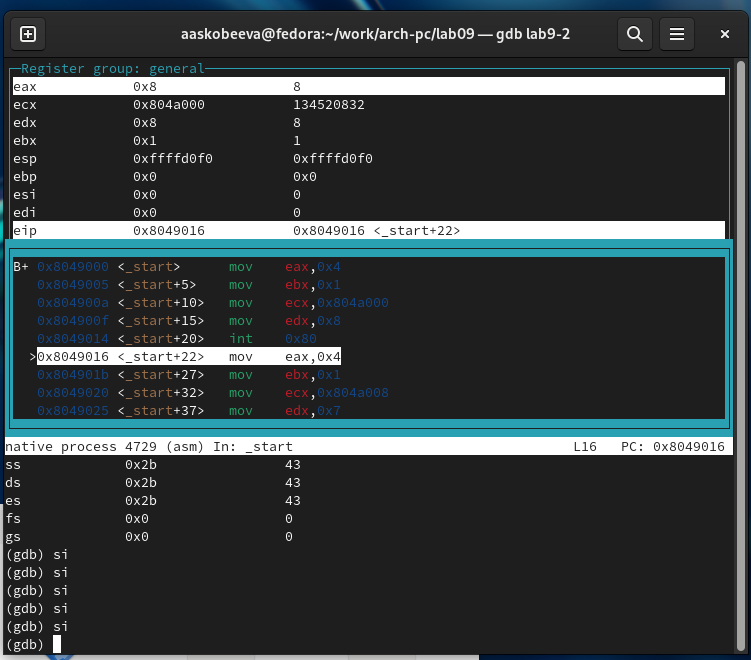 aaskobeeva@fedora:~/work/arch-pc/lab09 — gdb lab9-2
Register group: general
eax 0x8 8
ecx 0x804a000 134520832
edx 0x8 8
ebx 0x1 1
esp 0xffffd0f0 0xffffd0f0
ebp 0x0 0x0
esi 0x0 0
edi 0x0 0
eip 0x8049016 0x8049016 <_start+22>
B+ 0x8049000 <_start> mov eax,0x4
0x8049005 <_start+5> mov ebx,0x1
0x804900a <_start+10> mov ecx,0x804a000
0x804900f <_start+15> mov edx,0x8
0x8049014 <_start+20> int 0x80
>0x8049016 <_start+22> mov eax,0x4
0x804901b <_start+27> mov ebx,0x1
0x8049020 <_start+32> mov ecx,0x804a008
0x8049025 <_start+37> mov edx,0x7
native process 4729 (asm) In: _start L16 PC: 0x8049016
ss 0x2b 43
ds 0x2b 43
es 0x2b 43
fs 0x0 0
gs 0x0 0
(gdb) si
(gdb) si
(gdb) si
(gdb) si
(gdb) si
(gdb)